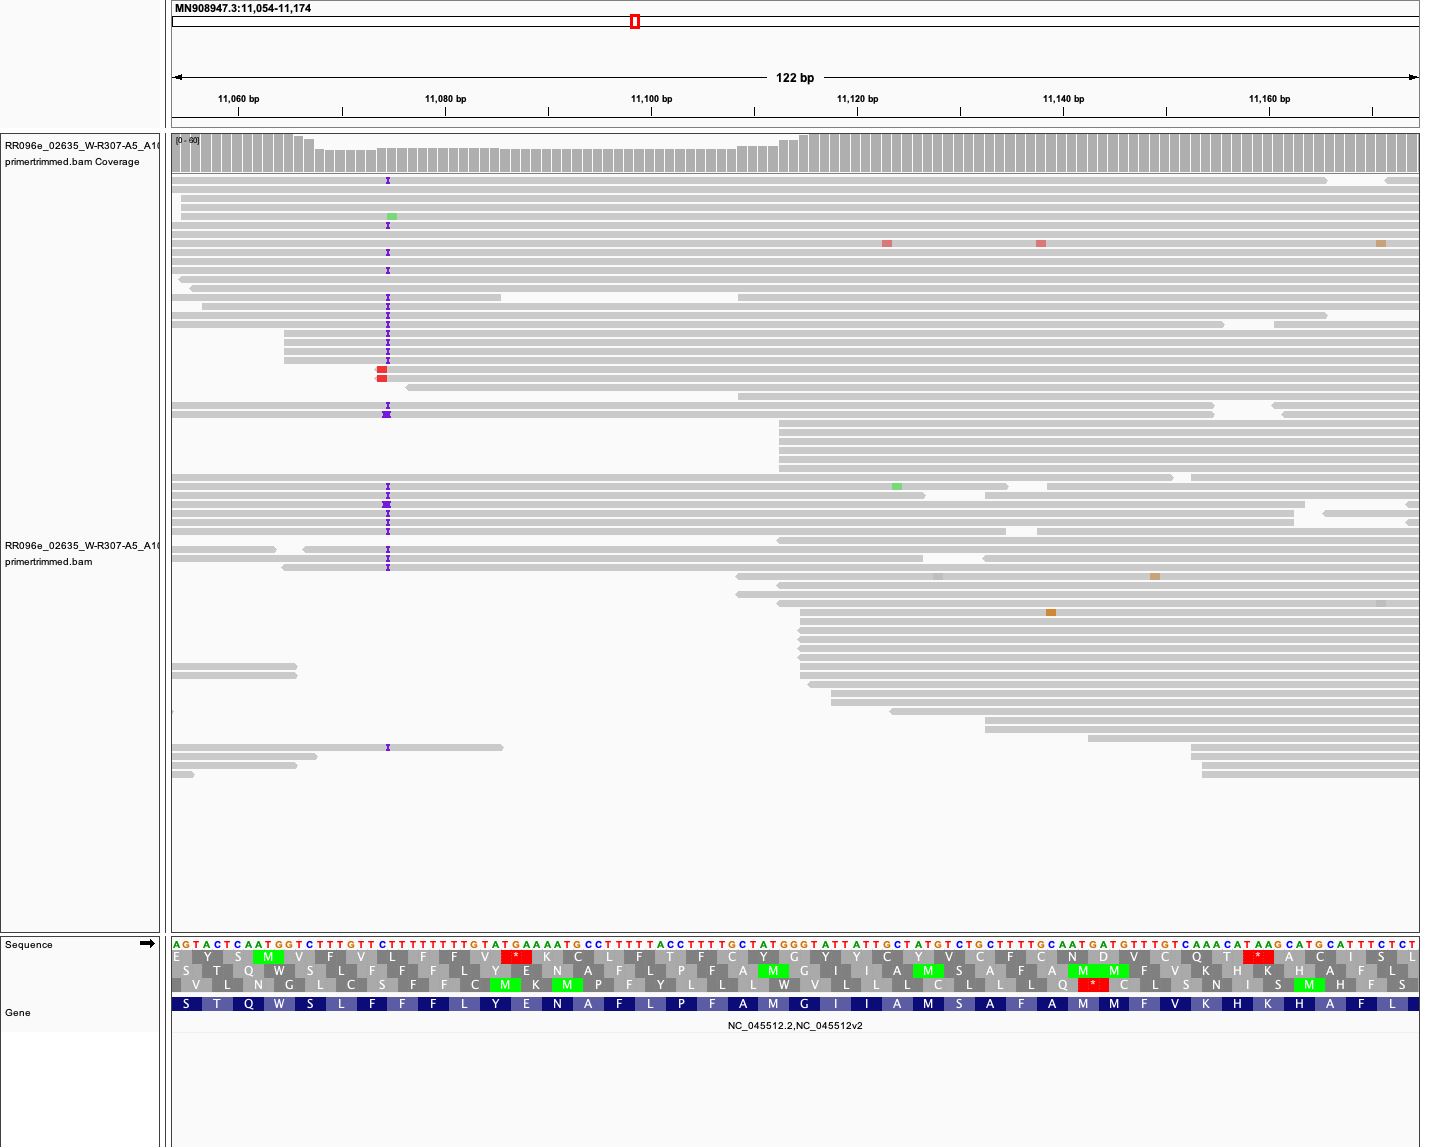 MN908947.3:11,054-11,174
122 bp
11,060 bp 11,080 bp 11,100 bp 11,120 bp 11,140 bp 11,160 bp
RR096e_02635_W-R307-A5_A10
primertrimmed.bam Coverage
[0 - 60]
RR096e_02635_W-R307-A5_A10
primertrimmed.bam
Sequence
AGTACTCAATGGTCTTTGTTCTTTTTTTTGTATGAAAATGCCTTTTTACCTTTTGCTATGGGTATTATTGCTATGTCTGCTTTTGCAATGATGTTTGTCAAACATAAGCATGCATTTCTCT
E Y S M V F V L F F V * K C L F T F C Y G Y Y C Y V C F C N D V C Q T * A C I S L
S T Q W S L F F F L Y E N A F L P F A M G I I A M S A F A M M F V K H K H A F L
V L N G L C S F F C M K M P F Y L L L W V L L L C L L L Q * C L S N I S M H F S
Gene
S T Q W S L F F F L Y E N A F L P F A M G I I A M S A F A M M F V K H K H A F L
NC_045512.2,NC_045512v2